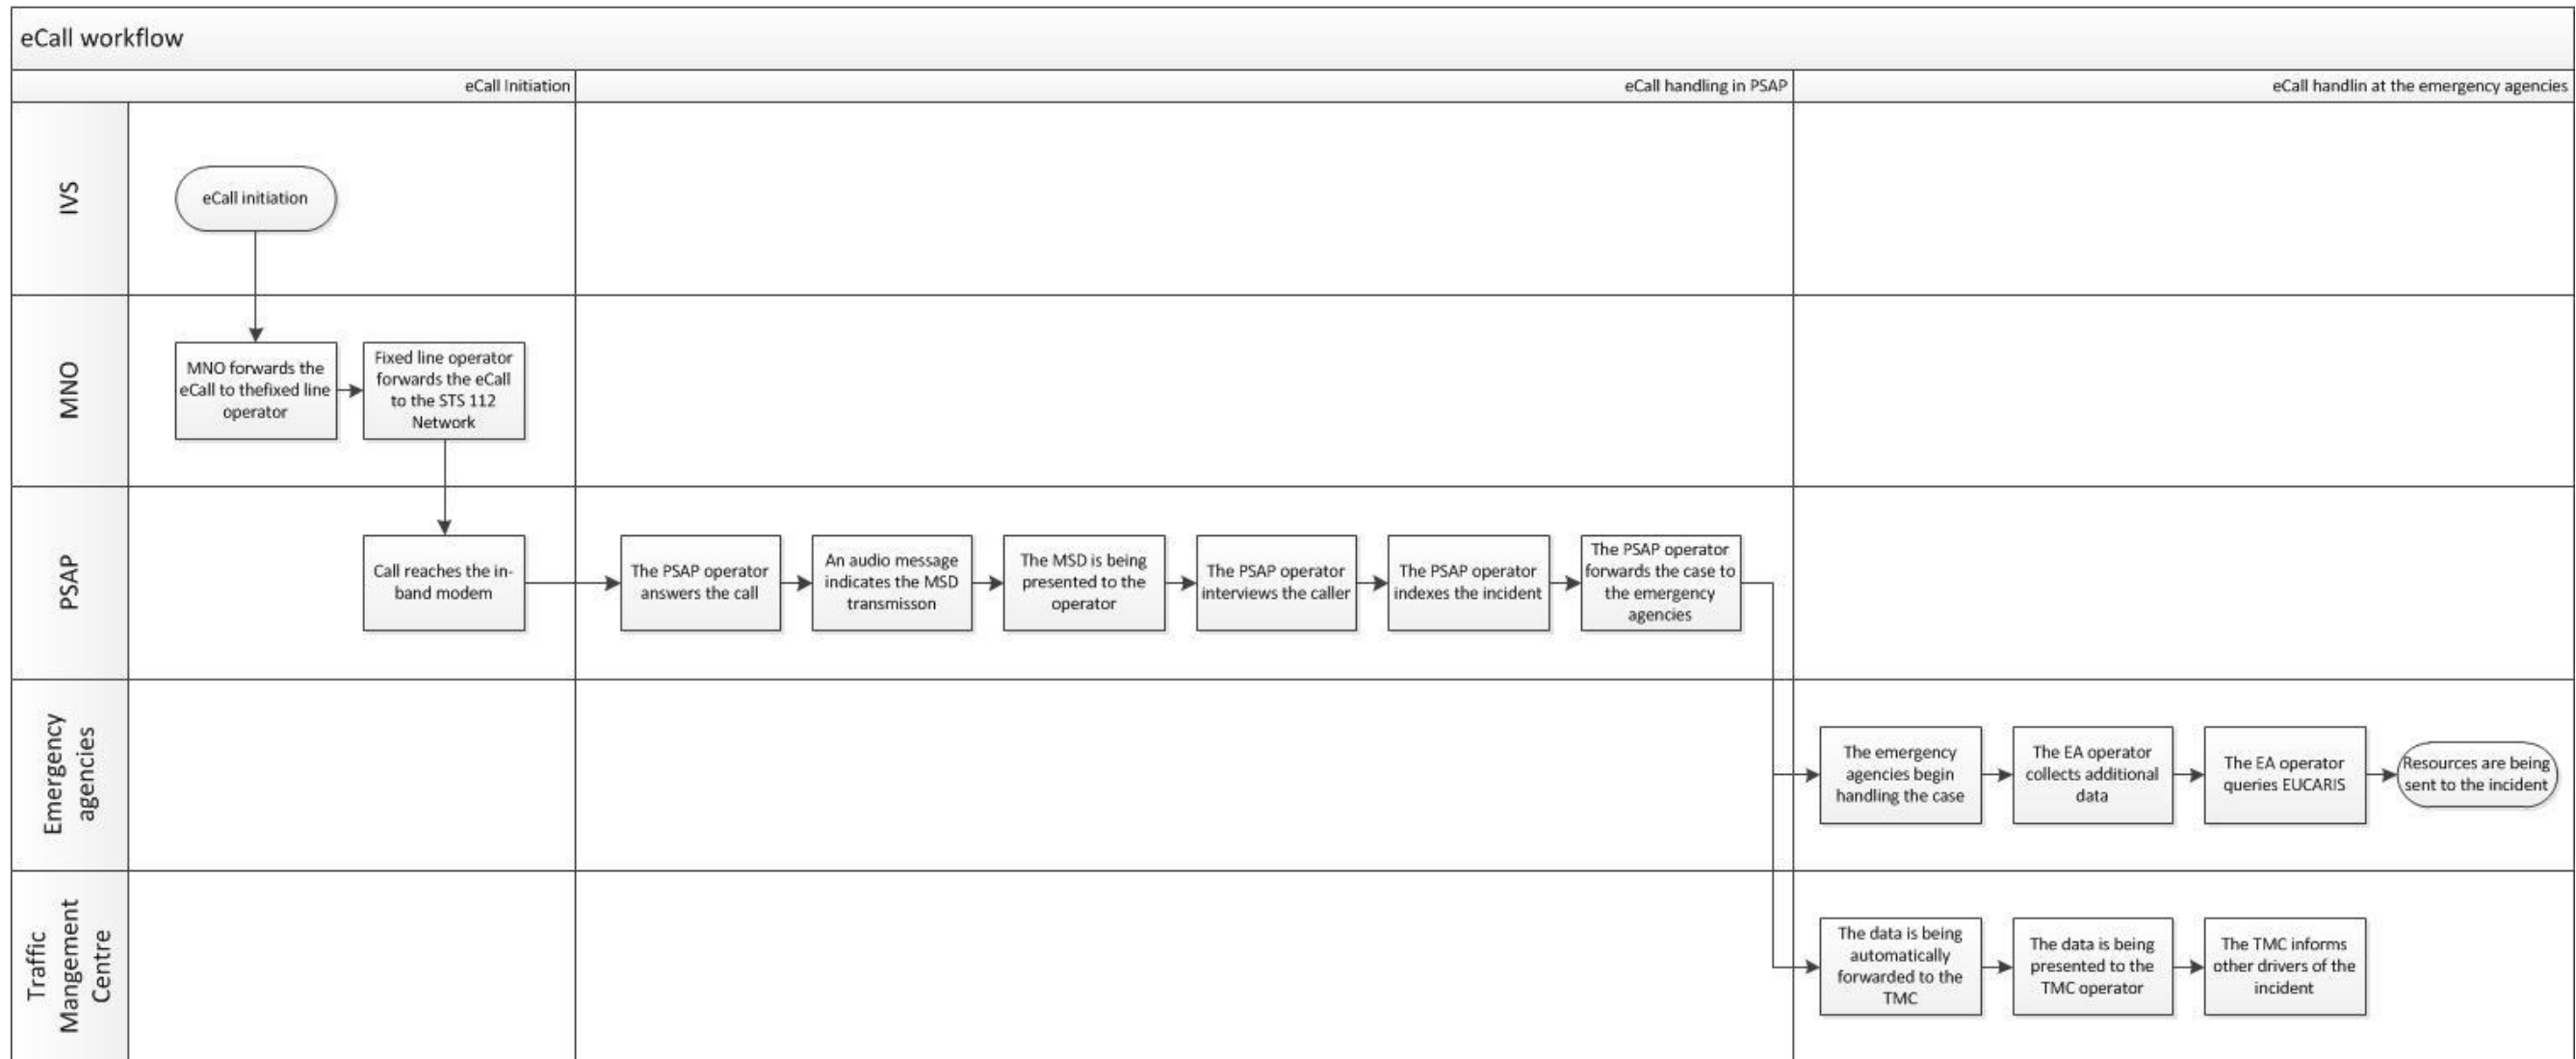 eCall workflow
eCall Initiation
eCall handling in PSAP
eCall handlin at the emergency agencies
IVS
eCall initiation
MNO
MNO forwards the
eCall to thefixed line
operator
Fixed line operator
forwards the eCall
to the STS 112
Network
PSAP
Call reaches the in-
band modem
The PSAP operator
answers the call
An audio message
indicates the MSD
transmisson
The MSD is being
presented to the
operator
The PSAP operator
interviews the caller
The PSAP operator
indexes the incident
The PSAP operator
forwards the case to
the emergency
agencies
Emergency
agencies
The emergency
agencies begin
handling the case
The EA operator
collects additional
data
The EA operator
queries EUCARIS
Resources are being
sent to the incident
Traffic
Mangement
Centre
The data is being
automatically
forwarded to the
TMC
The data is being
presented to the
TMC operator
The TMC informs
other drivers of the
incident